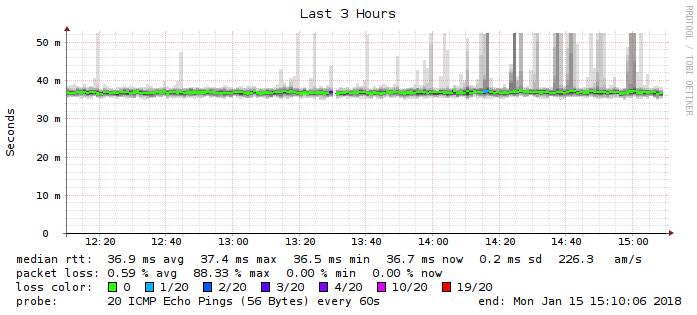 Last 3 Hours
RRDTOOL / TOBI OETIKER
Seconds
50 m
40 m
30 m
20 m
10 m
0
12:20 12:40 13:00 13:20 13:40 14:00 14:20 14:40 15:00
median rtt: 36.9 ms avg 37.4 ms max 36.5 ms min 36.7 ms now 0.2 ms sd 226.3 am/s
packet loss: 0.59 % avg 88.33 % max 0.00 % min 0.00 % now
loss color: 0 1/20 2/20 3/20 4/20 10/20 19/20
probe: 20 ICMP Echo Pings (56 Bytes) every 60s end: Mon Jan 15 15:10:06 2018